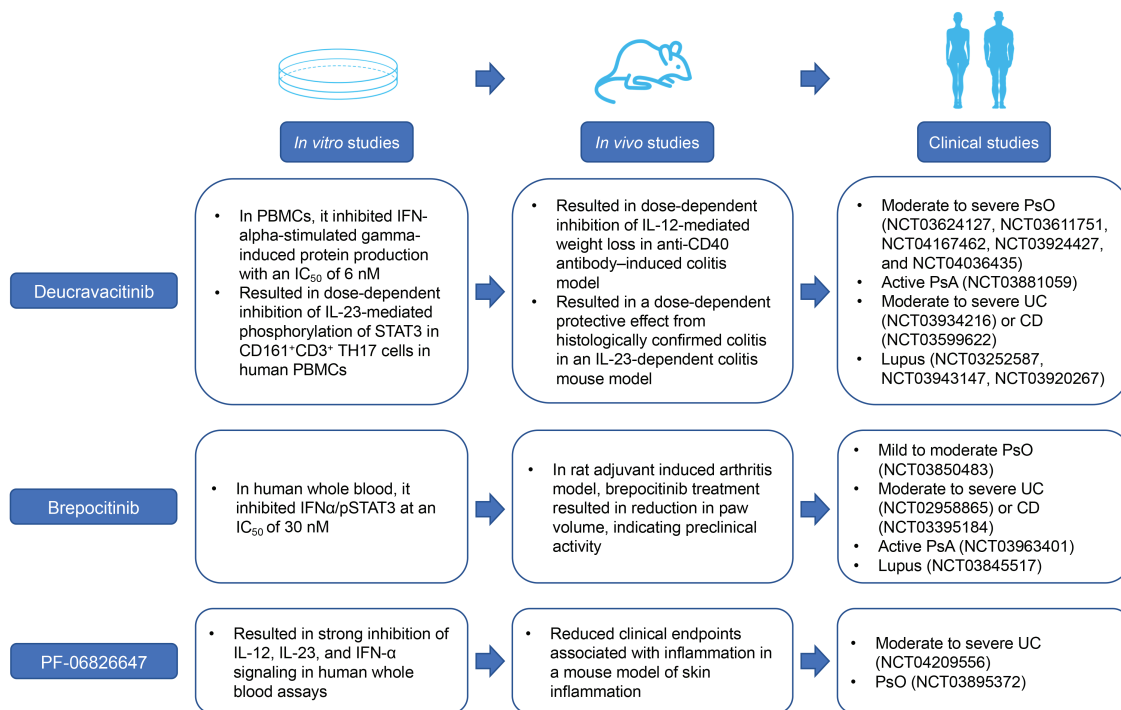 In vitro studies
In vivo studies
Clinical studies
Deucravacitinib
• In PBMCs, it inhibited IFN-
alpha-stimulated gamma-
induced protein production
with an IC₅₀ of 6 nM
• Resulted in dose-dependent
inhibition of IL-23-mediated
phosphorylation of STAT3 in
CD161⁺CD3⁺ TH17 cells in
human PBMCs
• Resulted in dose-dependent
inhibition of IL-12-mediated
weight loss in anti-CD40
antibody–induced colitis
model
• Resulted in a dose-dependent
protective effect from
histologically confirmed colitis
in an IL-23-dependent colitis
mouse model
• Moderate to severe PsO
(NCT03624127, NCT03611751,
NCT04167462, NCT03924427,
and NCT04036435)
• Active PsA (NCT03881059)
• Moderate to severe UC
(NCT03934216) or CD
(NCT03599622)
• Lupus (NCT03252587,
NCT03943147, NCT03920267)
Brepocitinib
• In human whole blood, it
inhibited IFNα/pSTAT3 at an
IC₅₀ of 30 nM
• In rat adjuvant induced arthritis
model, brepocitinib treatment
resulted in reduction in paw
volume, indicating preclinical
activity
• Mild to moderate PsO
(NCT03850483)
• Moderate to severe UC
(NCT02958865) or CD
(NCT03395184)
• Active PsA (NCT03963401)
• Lupus (NCT03845517)
PF-06826647
• Resulted in strong inhibition of
IL-12, IL-23, and IFN-α
signaling in human whole
blood assays
• Reduced clinical endpoints
associated with inflammation in
a mouse model of skin
inflammation
• Moderate to severe UC
(NCT04209556)
• PsO (NCT03895372)